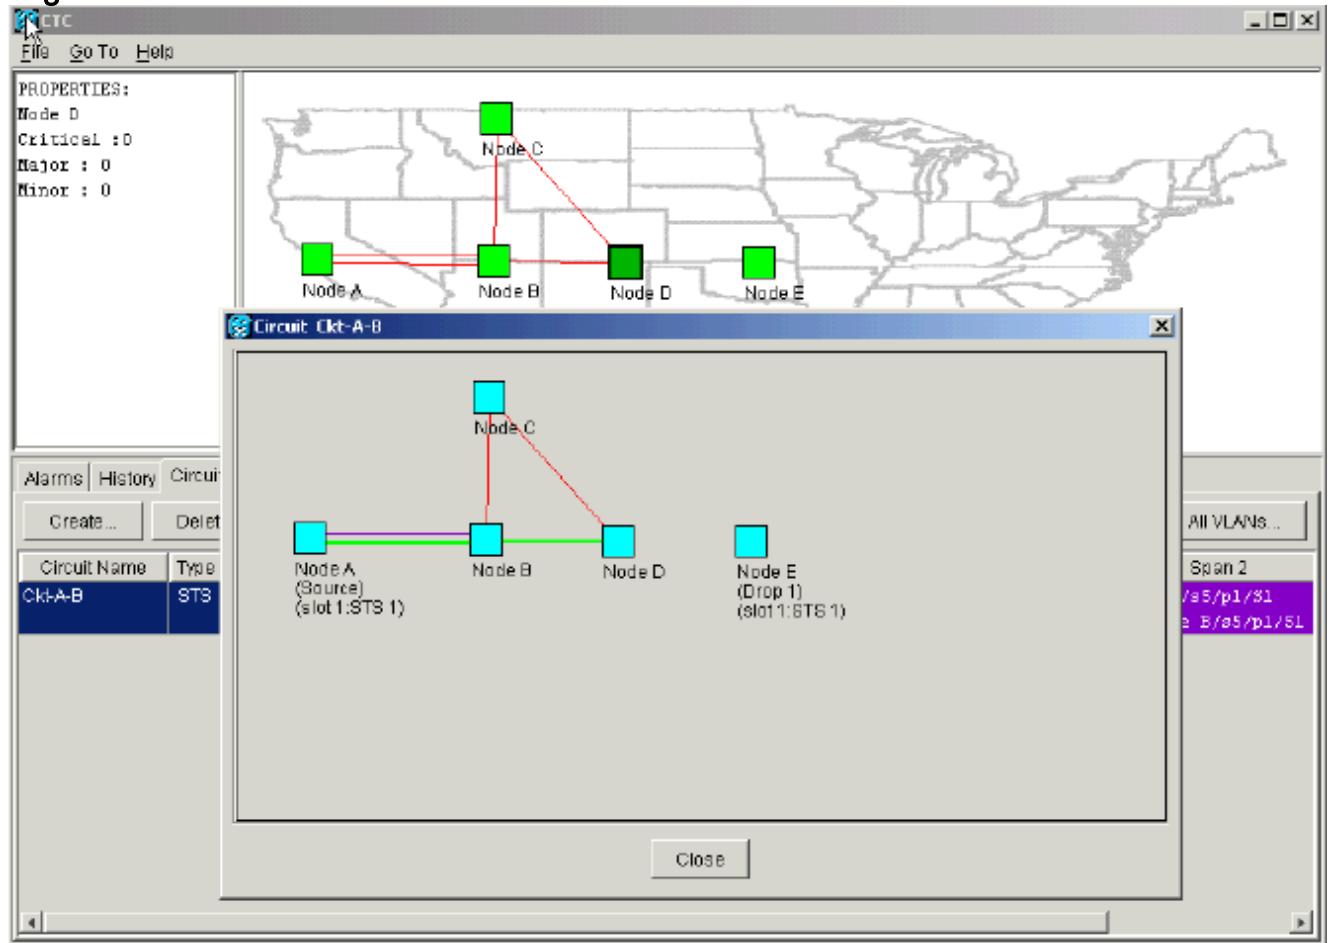 CTC
File Go To Help
PROPERTIES:
Node D
Critical :0
Major : 0
Minor : 0
Node C
Node A
Node B
Node D
Node E
Circuit Ckt-A-B
Node C
Node A
(Source)
(slot 1:STS 1)
Node B
Node D
Node E
(Drop 1)
(slot 1:STS 1)
Close
Alarms History Circui
Create... Delet All VLANs...
Circuit Name Type Span 2
Ckt-A-B STS /s5/p1/S1
e B/s5/p1/S1